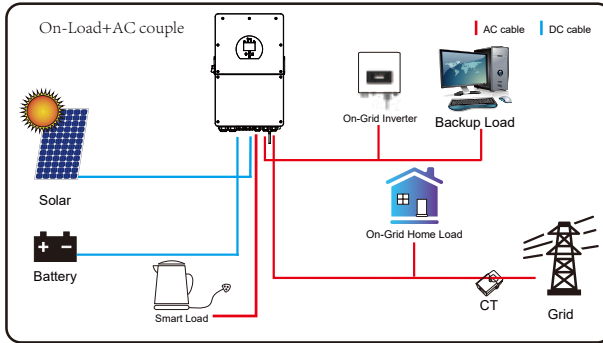 On-Load+AC couple
AC cable
DC cable
On-Grid Inverter
Backup Load
Solar
On-Grid Home Load
Battery
Smart Load
CT
Grid